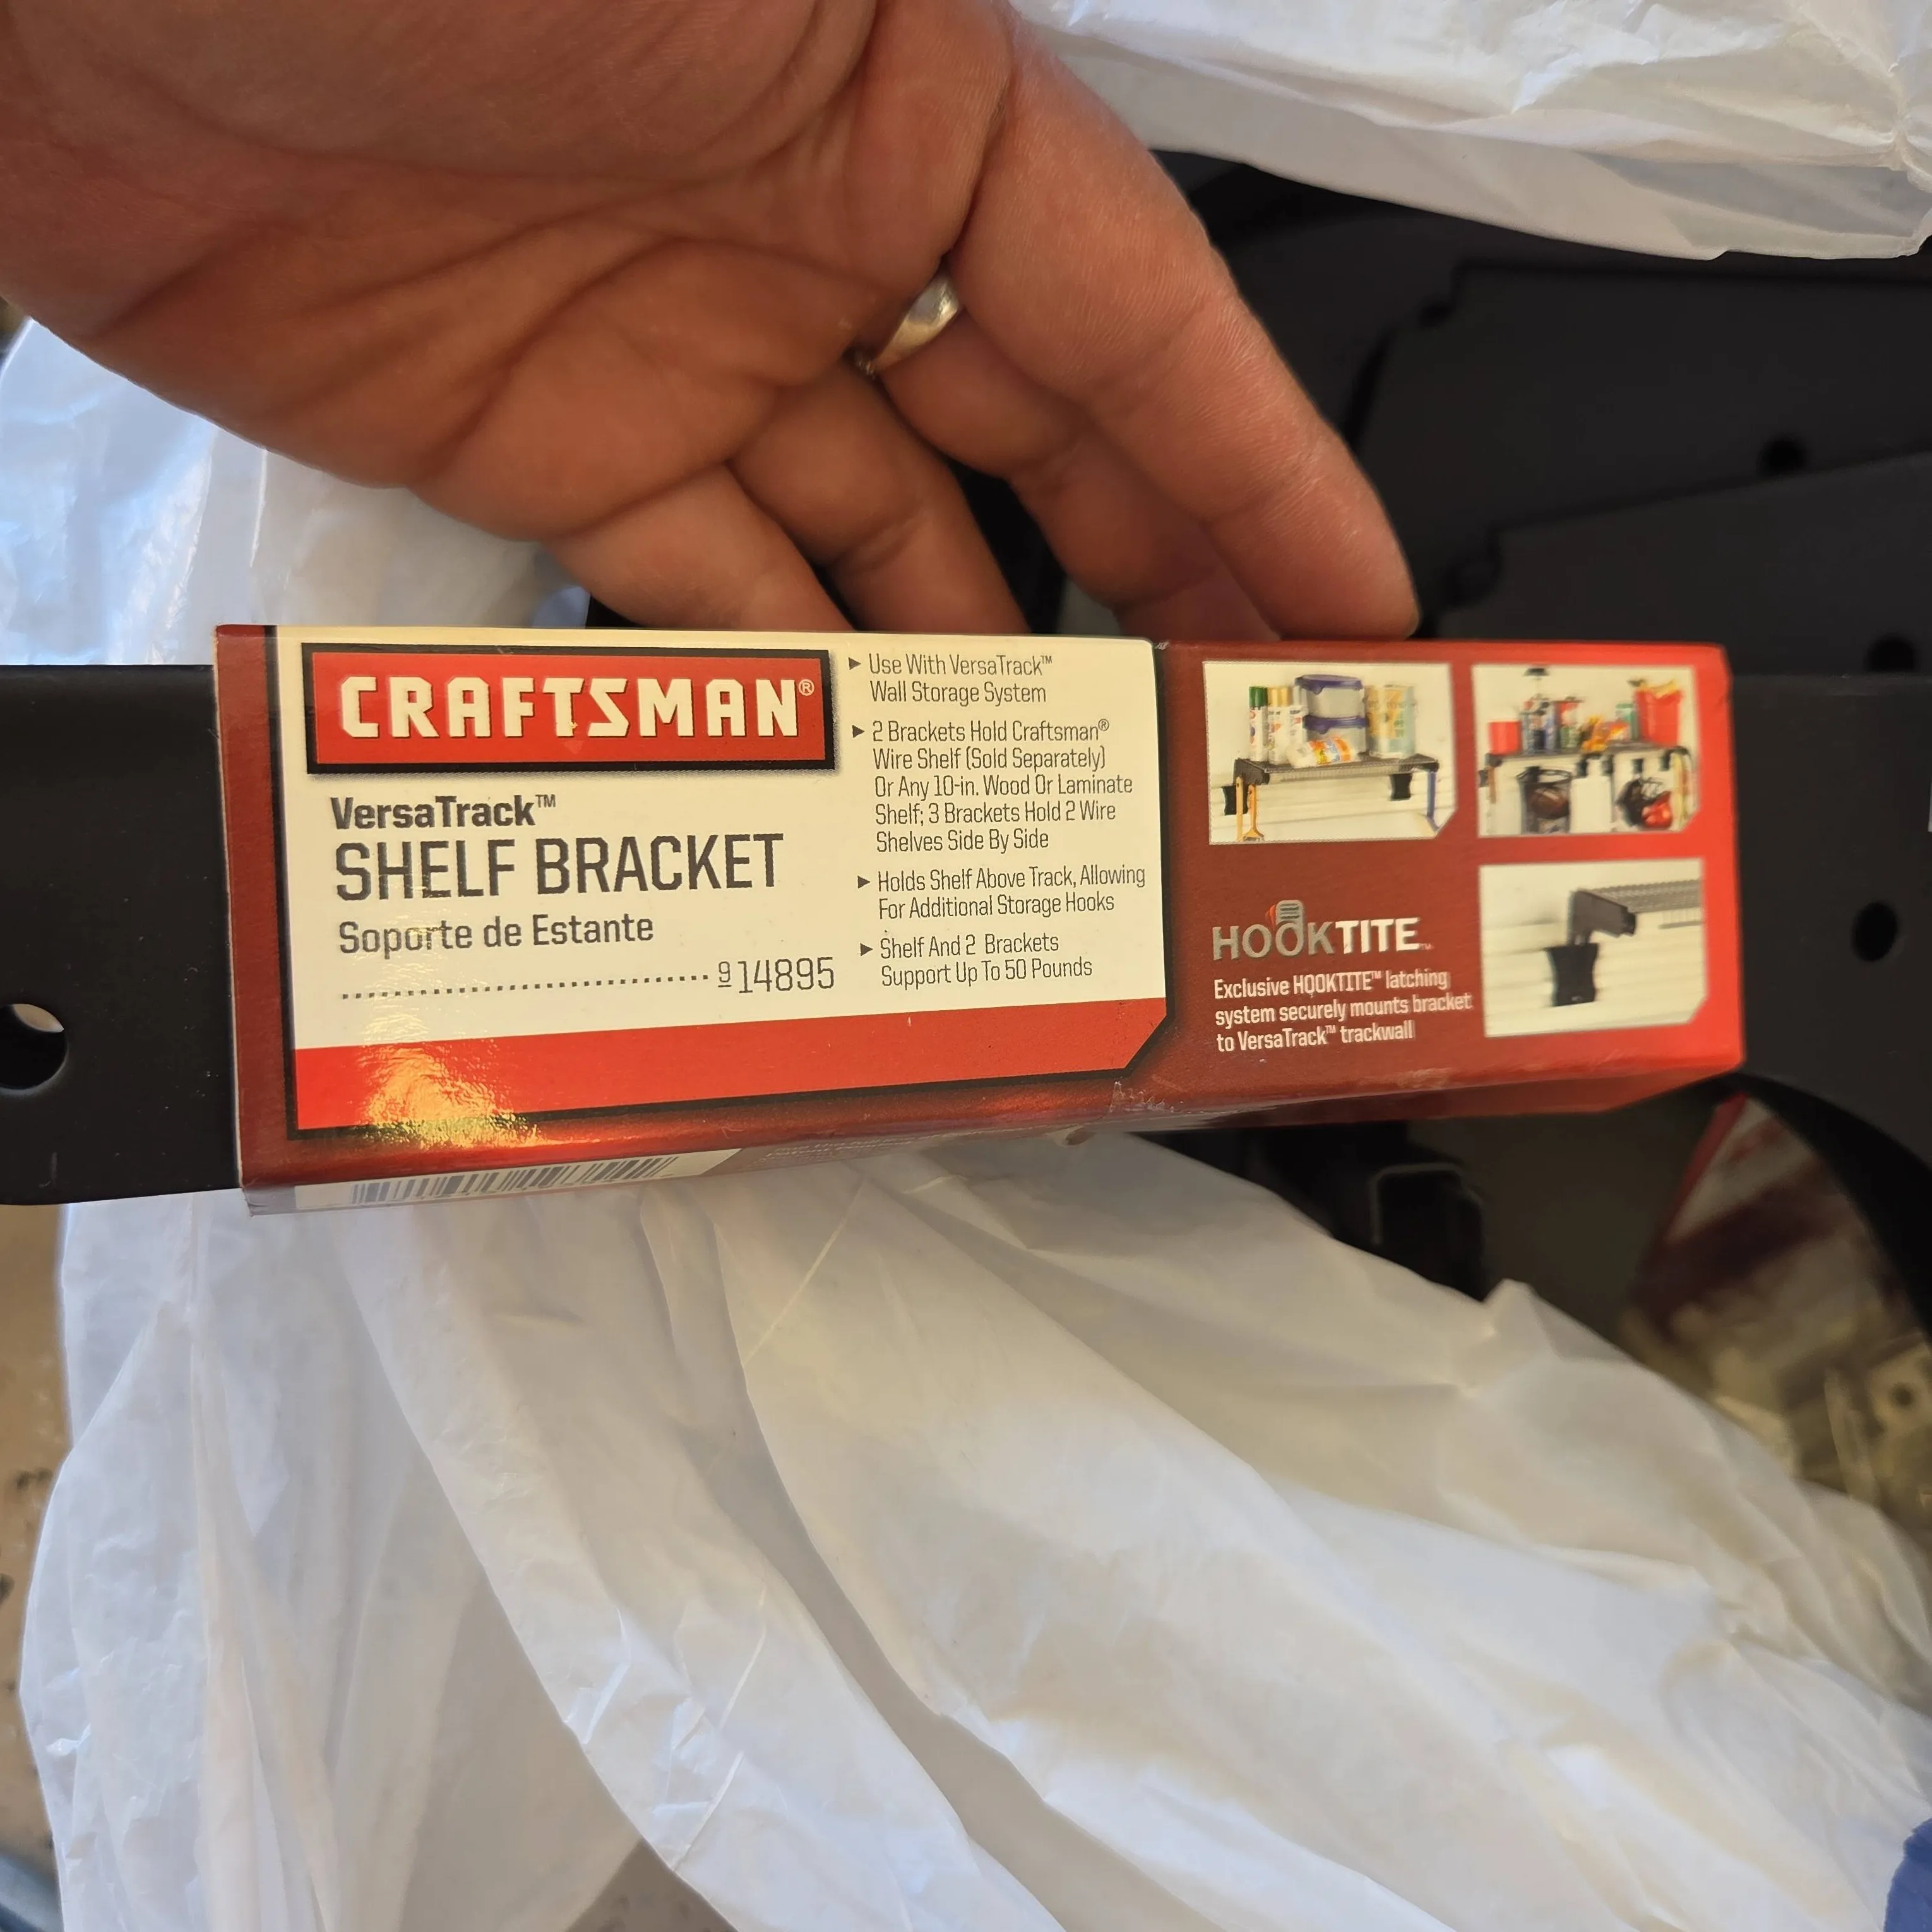 CRAFTSMAN®
VersaTrack™
SHELF BRACKET
Soporte de Estante
914895
▶ Use With VersaTrack™
Wall Storage System
▶ 2 Brackets Hold Craftsman®
Wire Shelf (Sold Separately)
Or Any 10-in. Wood Or Laminate
Shelf; 3 Brackets Hold 2 Wire
Shelves Side By Side
▶ Holds Shelf Above Track, Allowing
For Additional Storage Hooks
▶ Shelf And 2 Brackets
Support Up To 50 Pounds
HOOKTITE™
Exclusive HOOKTITE™ latching
system securely mounts bracket
to VersaTrack™ trackwall